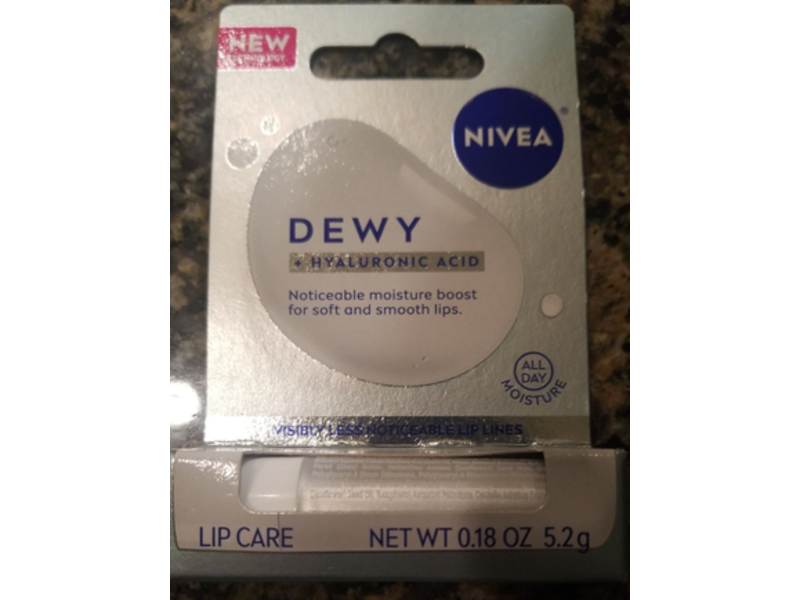 NEW
NIVEA
DEWY
+ HYALURONIC ACID
Noticeable moisture boost
for soft and smooth lips.
ALL
DAY
MOISTURE
VISIBLY LESS NOTICEABLE LIP LINES
LIP CARE
NET WT 0.18 OZ 5.2g